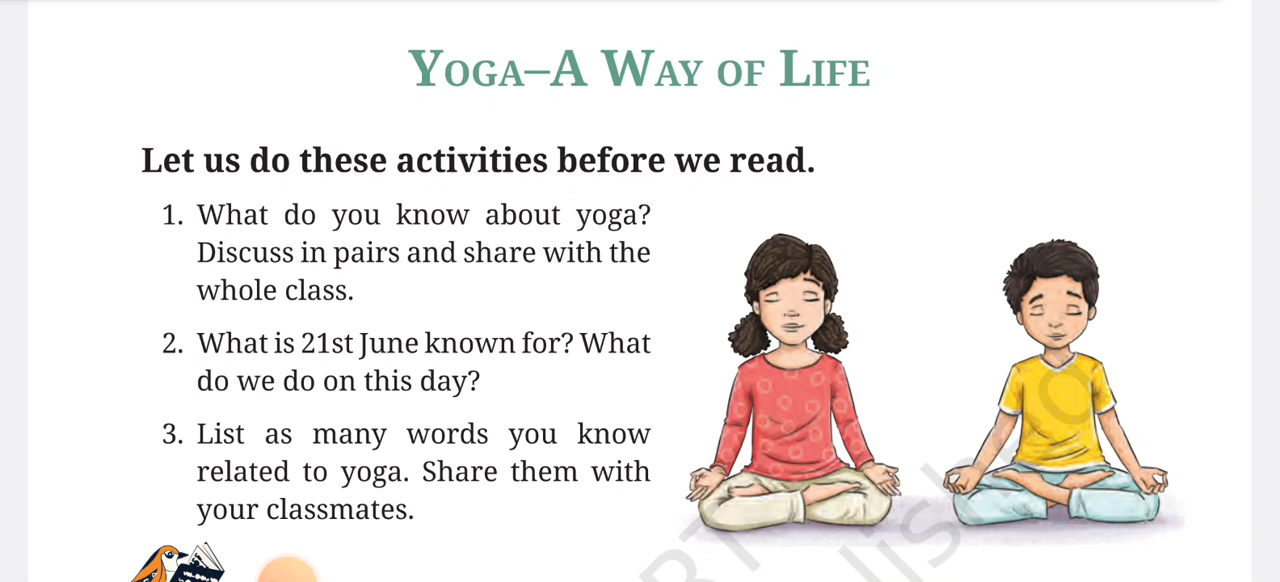 YOGA–A WAY OF LIFE
Let us do these activities before we read.
1. What do you know about yoga?
Discuss in pairs and share with the
whole class.
2. What is 21st June known for? What
do we do on this day?
3. List as many words you know
related to yoga. Share them with
your classmates.